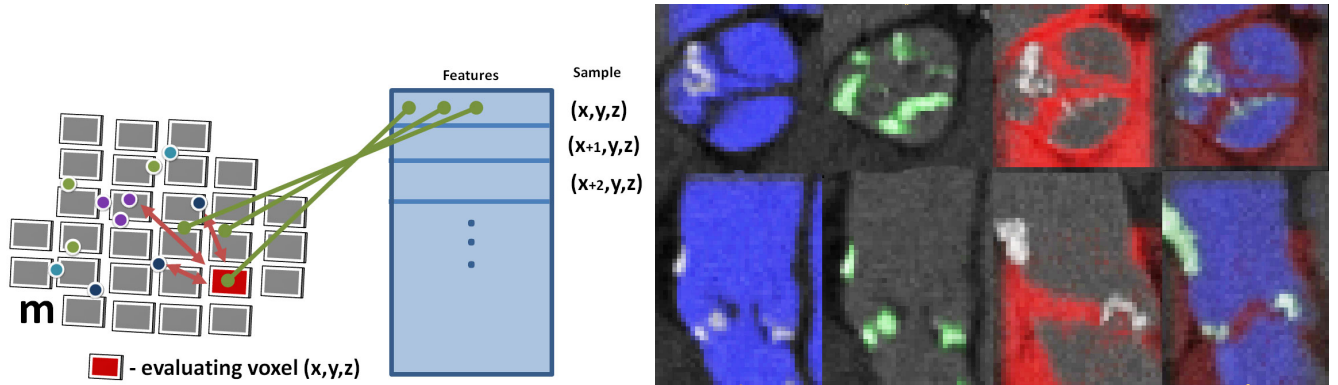 Features
Sample
(x,y,z)
(x+1,y,z)
(x+2,y,z)
m
- evaluating voxel (x,y,z)